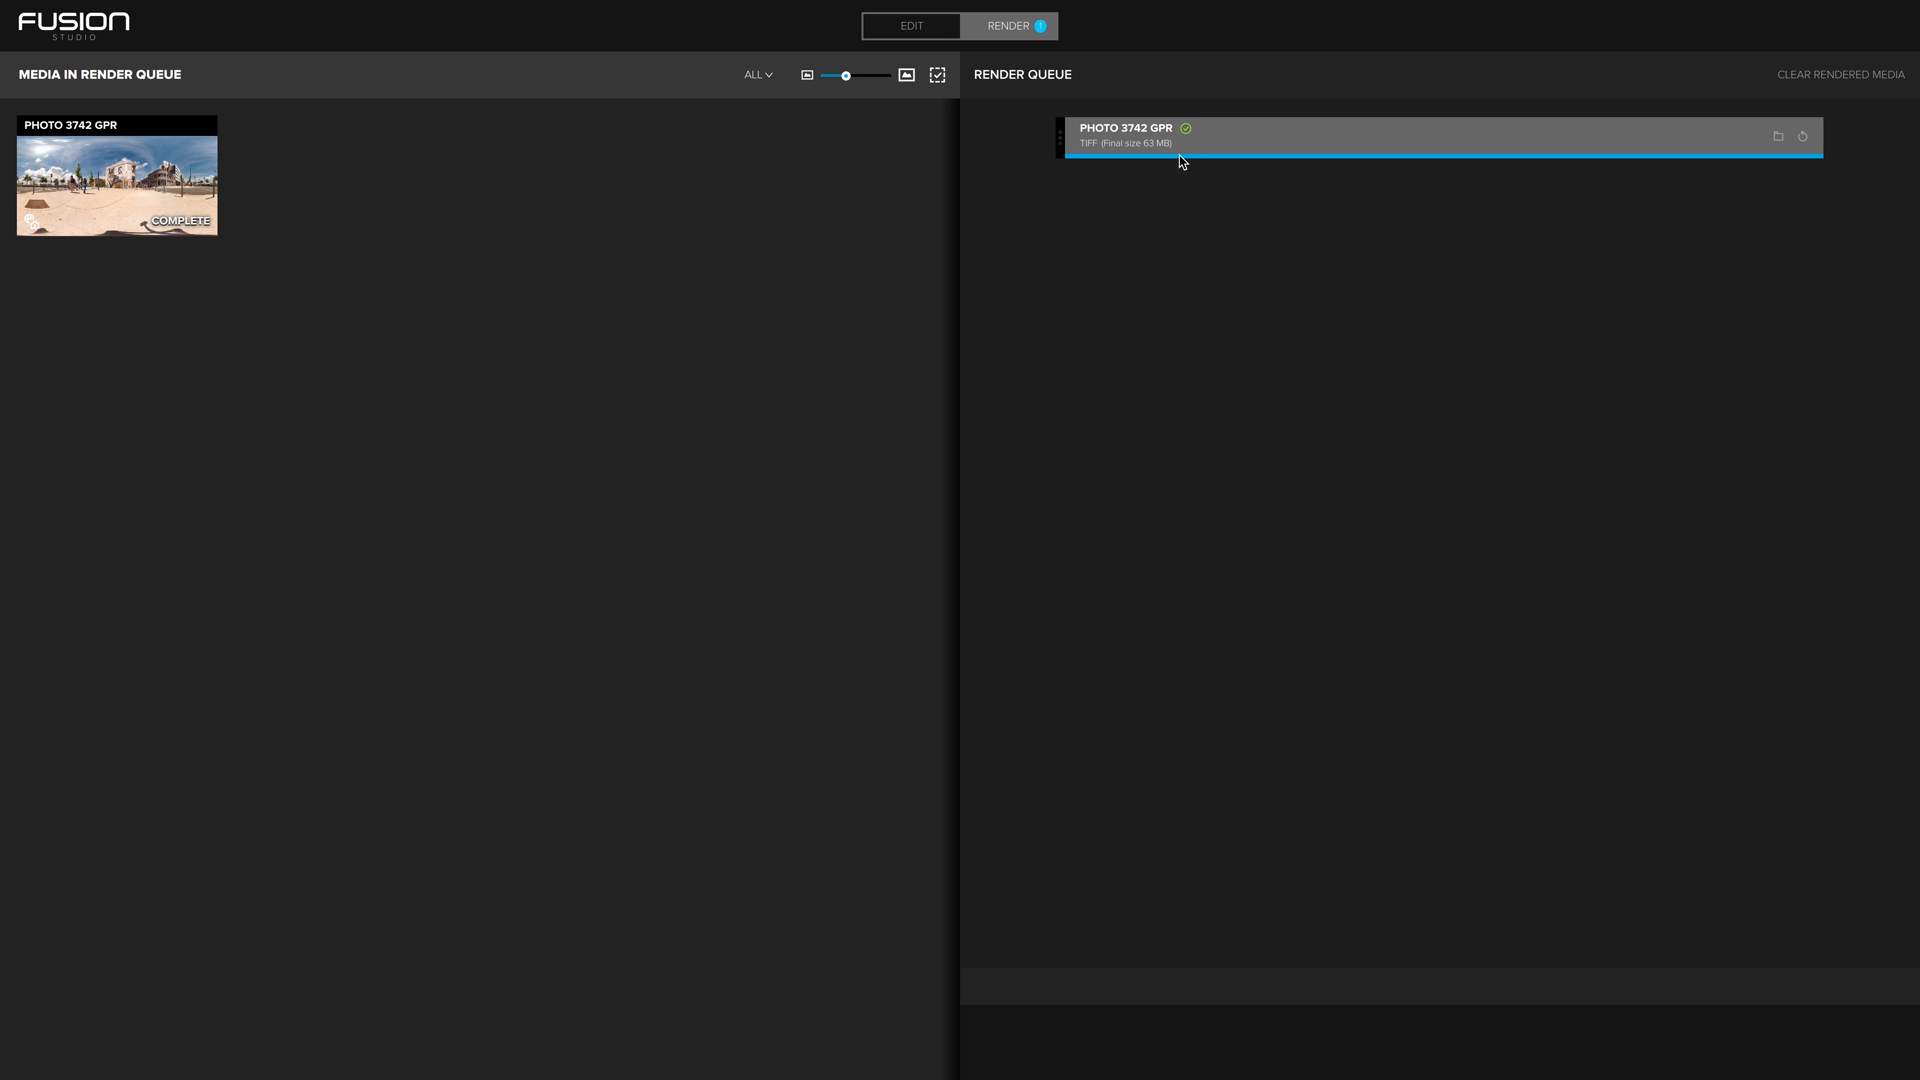 FUSION
STUDIO
EDIT
RENDER 1
MEDIA IN RENDER QUEUE
ALL
RENDER QUEUE
CLEAR RENDERED MEDIA
PHOTO 3742 GPR
COMPLETE
PHOTO 3742 GPR
TIFF (Final size 63 MB)